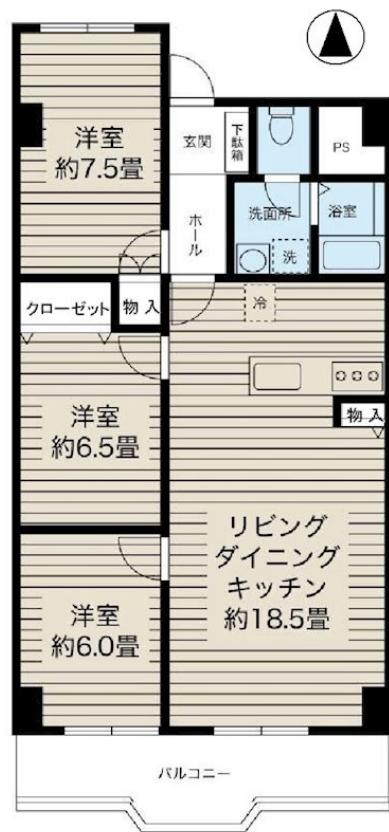 洋室
約7.5畳
玄関
下駄箱
PS
ホール
洗面所
浴室
洗
クローゼット
物入
冷
洋室
約6.5畳
物入
リビング
ダイニング
キッチン
約18.5畳
洋室
約6.0畳
バルコニー